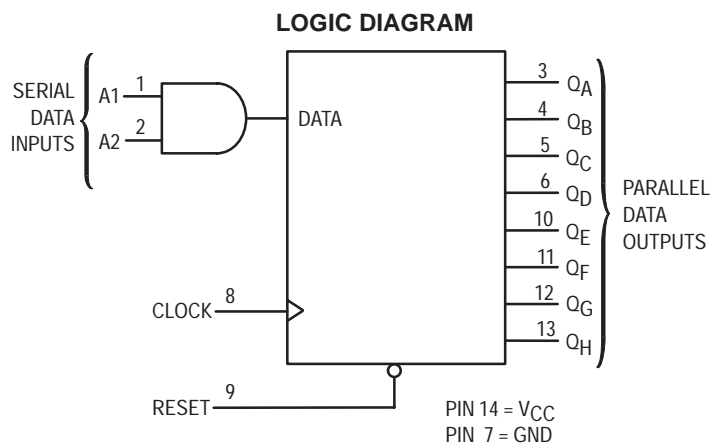 LOGIC DIAGRAM
SERIAL
DATA
INPUTS
A1 1
A2 2
DATA
CLOCK 8
RESET 9
3 QA
4 QB
5 QC
6 QD
10 QE
11 QF
12 QG
13 QH
PARALLEL
DATA
OUTPUTS
PIN 14 = VCC
PIN 7 = GND